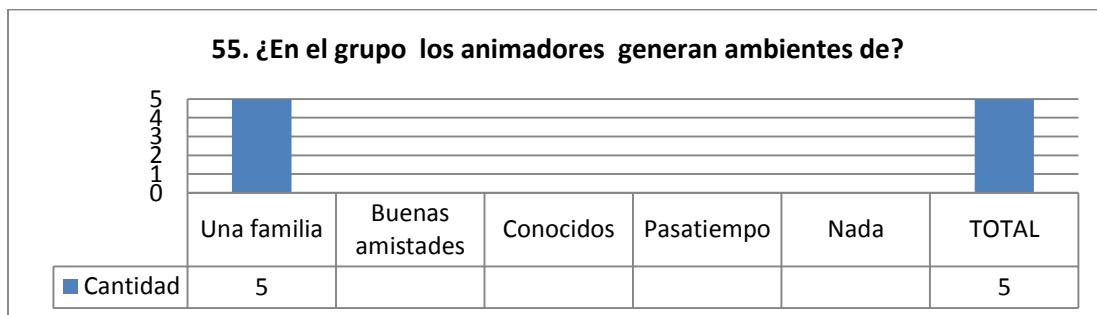 55. ¿En el grupo los animadores generan ambientes de?
5
4
3
2
1
0
Una familia
Buenas
amistades
Conocidos
Pasatiempo
Nada
TOTAL
Cantidad 5 5